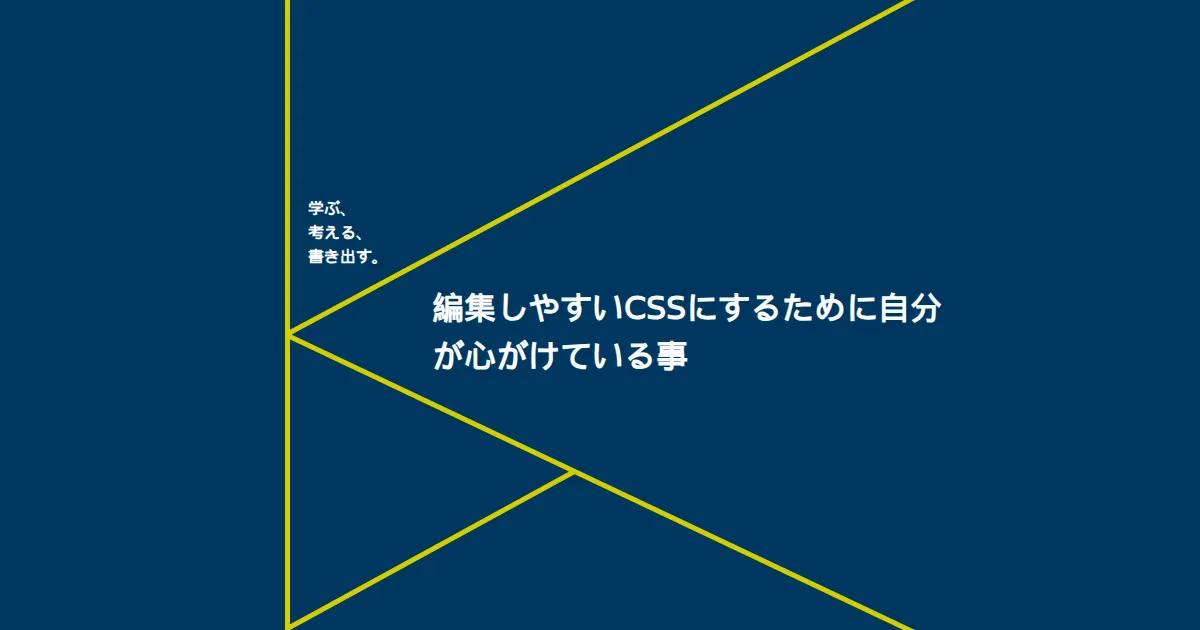 学ぶ、
考える、
書き出す。
編集しやすいCSSにするために自分
が心がけている事